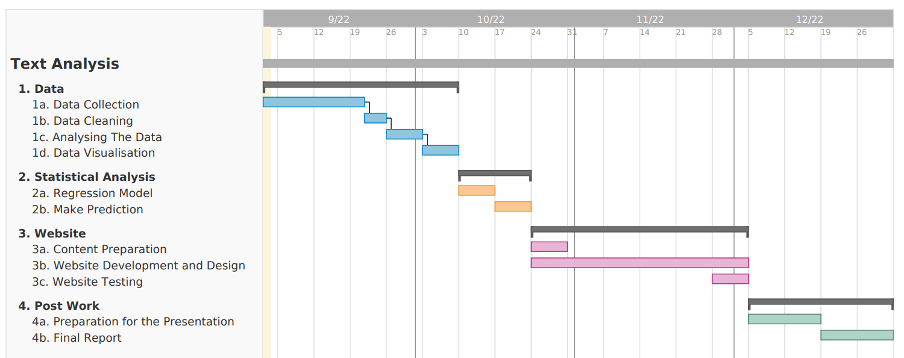 9/22 10/22 11/22 12/22
5 12 19 26 3 10 17 24 31 7 14 21 28 5 12 19 26
Text Analysis
1. Data
1a. Data Collection
1b. Data Cleaning
1c. Analysing The Data
1d. Data Visualisation
2. Statistical Analysis
2a. Regression Model
2b. Make Prediction
3. Website
3a. Content Preparation
3b. Website Development and Design
3c. Website Testing
4. Post Work
4a. Preparation for the Presentation
4b. Final Report